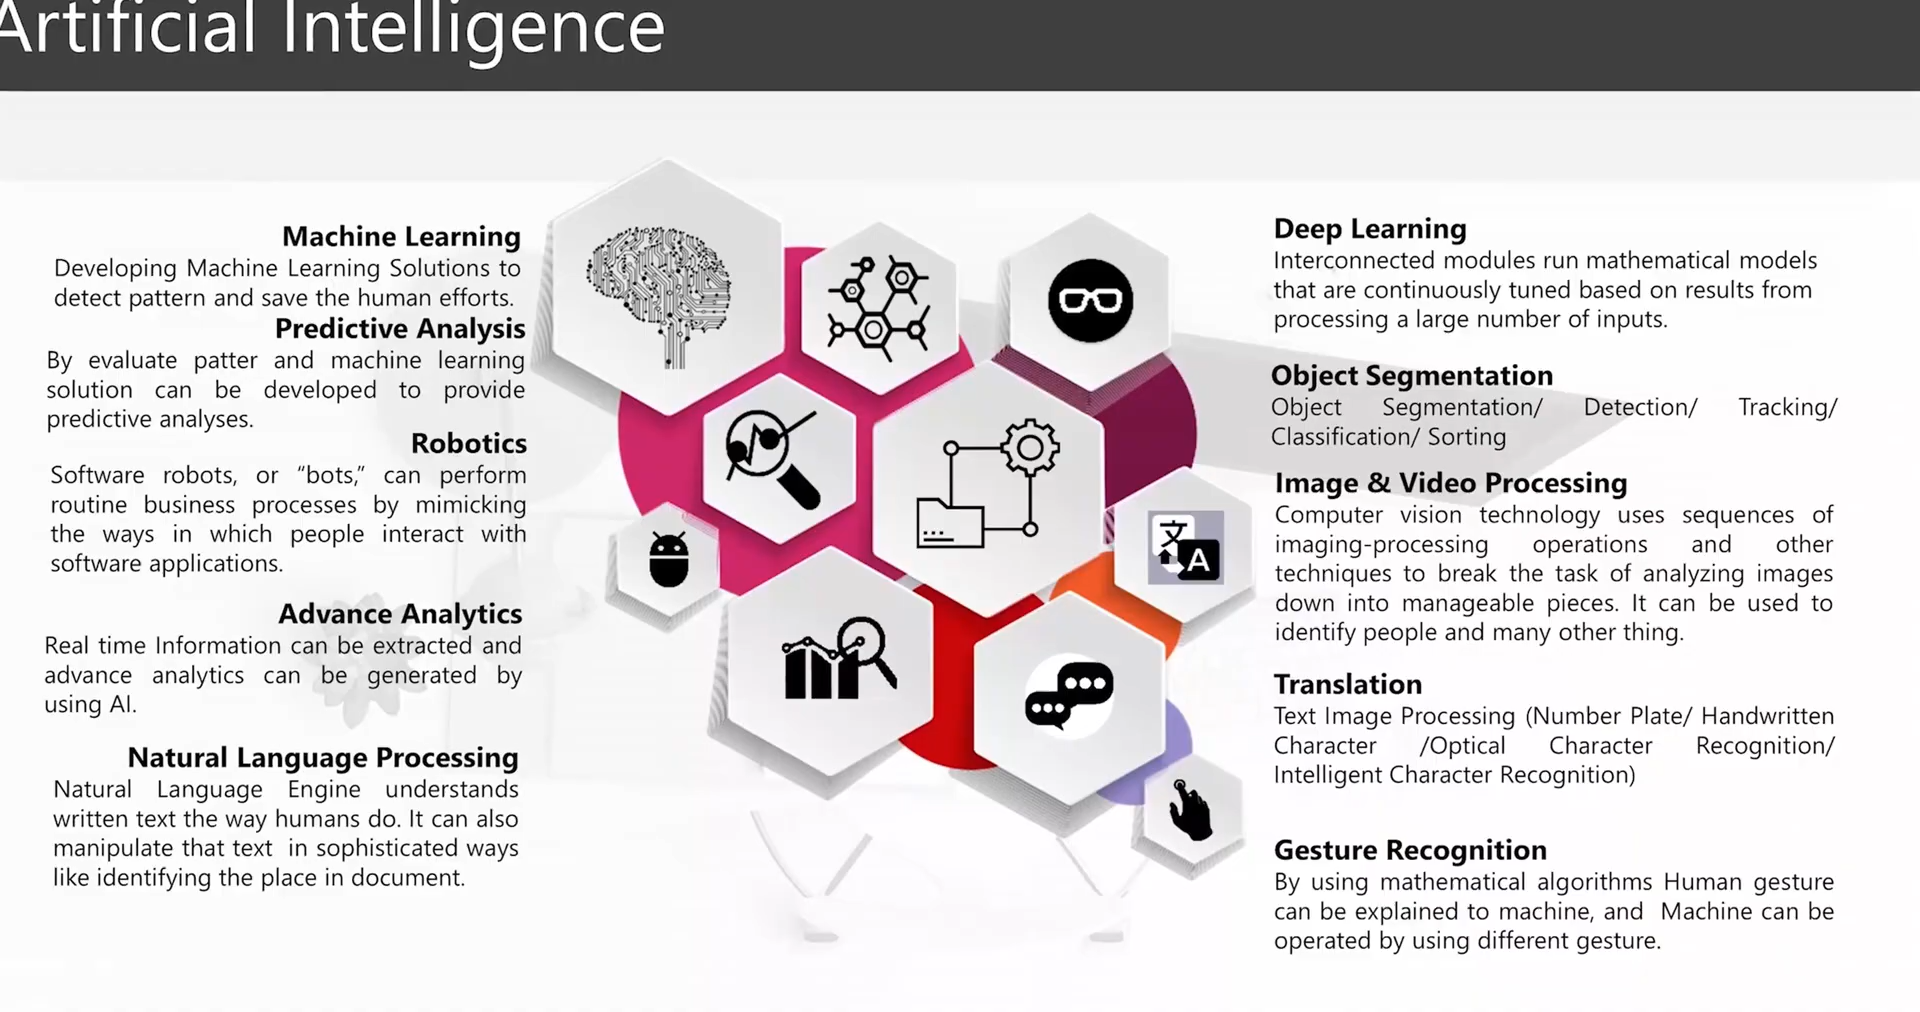 Artificial Intelligence
Machine Learning
Developing Machine Learning Solutions to
detect pattern and save the human efforts.
Predictive Analysis
By evaluate patter and machine learning
solution can be developed to provide
predictive analyses.
Robotics
Software robots, or “bots,” can perform
routine business processes by mimicking
the ways in which people interact with
software applications.
Advance Analytics
Real time Information can be extracted and
advance analytics can be generated by
using AI.
Natural Language Processing
Natural Language Engine understands
written text the way humans do. It can also
manipulate that text in sophisticated ways
like identifying the place in document.
文
A
Deep Learning
Interconnected modules run mathematical models
that are continuously tuned based on results from
processing a large number of inputs.
Object Segmentation
Object Segmentation/ Detection/ Tracking/
Classification/ Sorting
Image & Video Processing
Computer vision technology uses sequences of
imaging-processing operations and other
techniques to break the task of analyzing images
down into manageable pieces. It can be used to
identify people and many other thing.
Translation
Text Image Processing (Number Plate/ Handwritten
Character /Optical Character Recognition/
Intelligent Character Recognition)
Gesture Recognition
By using mathematical algorithms Human gesture
can be explained to machine, and Machine can be
operated by using different gesture.